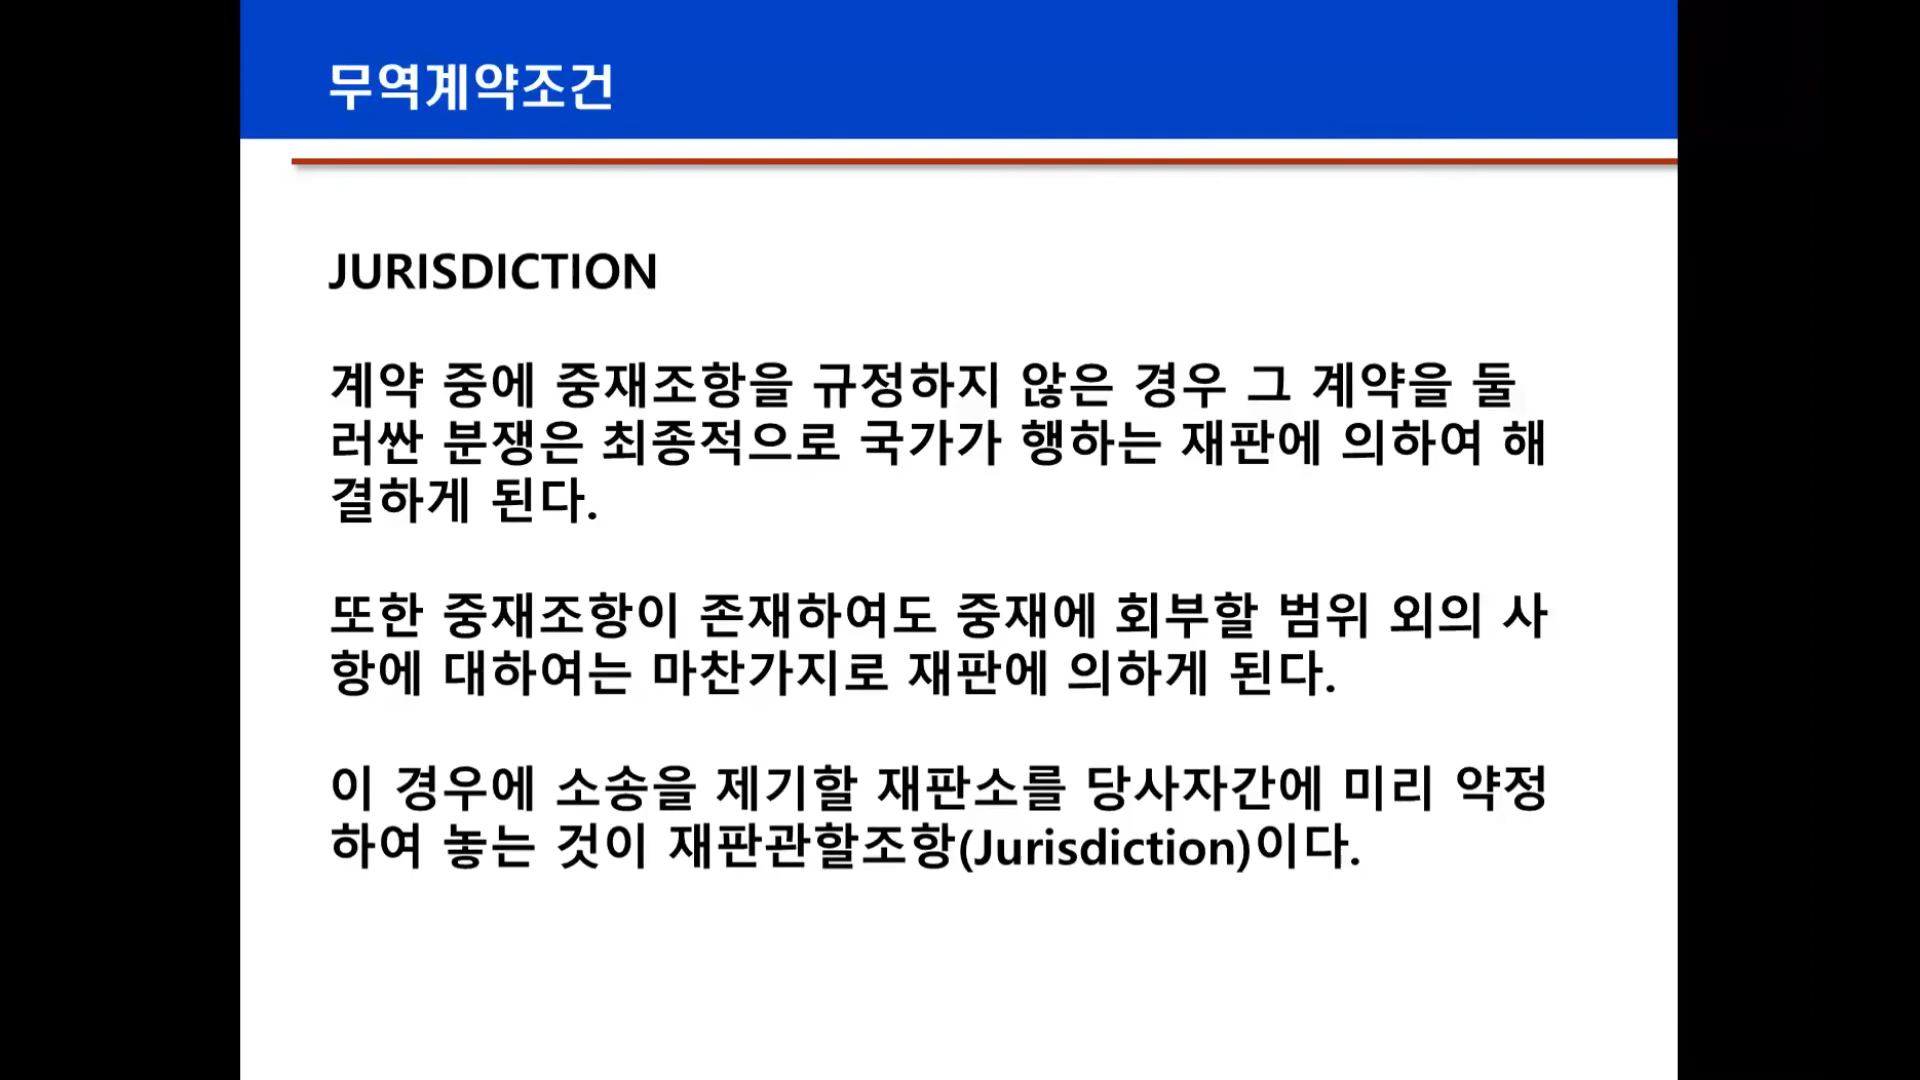 무역계약조건
JURISDICTION
계약 중에 중재조항을 규정하지 않은 경우 그 계약을 둘
러싼 분쟁은 최종적으로 국가가 행하는 재판에 의하여 해
결하게 된다.
또한 중재조항이 존재하여도 중재에 회부할 범위 외의 사
항에 대하여는 마찬가지로 재판에 의하게 된다.
이 경우에 소송을 제기할 재판소를 당사자간에 미리 약정
하여 놓는 것이 재판관할조항(Jurisdiction)이다.